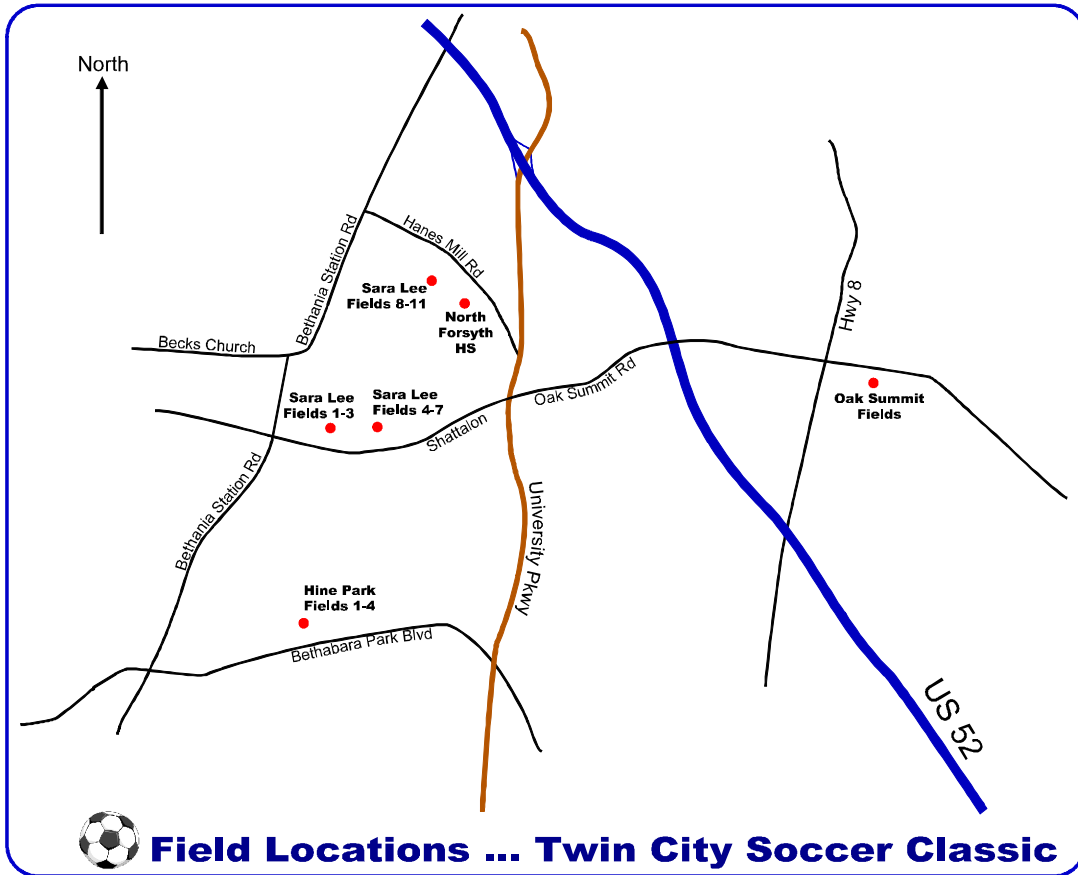 North
Bethania Station Rd
Hanes Mill Rd
Sara Lee
Fields 8-11
North
Forsyth
HS
Hwy 8
Becks Church
Sara Lee
Fields 1-3
Sara Lee
Fields 4-7
Shattalon
Oak Summit Rd
Oak Summit
Fields
Bethania Station Rd
University Pkwy
Hine Park
Fields 1-4
Bethabara Park Blvd
US 52
Field Locations ... Twin City Soccer Classic